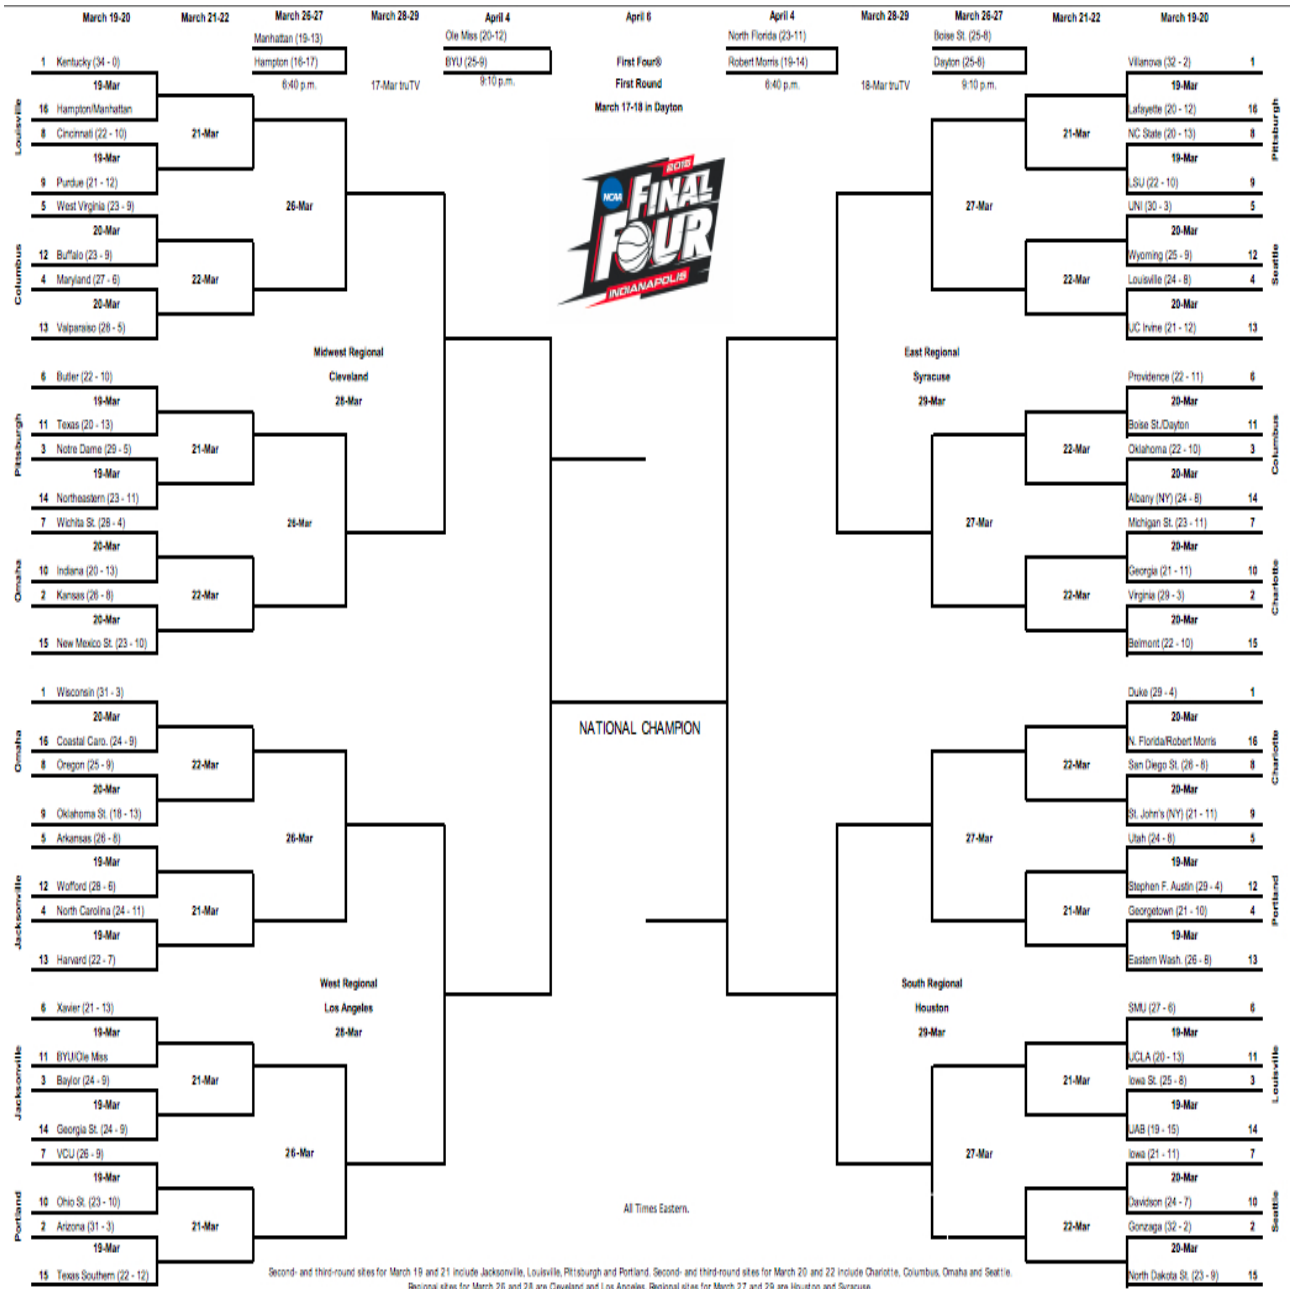 March 19-20 March 21-22 March 26-27 March 28-29 April 4 April 6 April 4 March 28-29 March 26-27 March 21-22 March 19-20
Manhattan (19-13) Ole Miss (20-12) North Florida (23-11) Boise St. (25-8)
1 Kentucky (34 - 0) Hampton (16-17) BYU (25-9) First Four® Robert Morris (19-14) Dayton (25-8) Villanova (32 - 2) 1
19-Mar 6:40 p.m. 17-Mar truTV 9:10 p.m. First Round 6:40 p.m. 18-Mar truTV 9:10 p.m. 19-Mar
16 Hampton/Manhattan March 17-18 in Dayton Lafayette (20 - 12) 16
Louisville Pittsburgh
8 Cincinnati (22 - 10) 21-Mar 21-Mar NC State (20 - 13) 8
19-Mar 19-Mar
9 Purdue (21 - 12) LSU (22 - 10) 9
2015
NCAA FINAL FOUR
INDIANAPOLIS
5 West Virginia (23 - 9) 26-Mar 27-Mar UNI (30 - 3) 5
20-Mar 20-Mar
12 Buffalo (23 - 9) Wyoming (25 - 9) 12
Columbus Seattle
4 Maryland (27 - 6) 22-Mar 22-Mar Louisville (24 - 8) 4
20-Mar 20-Mar
13 Valparaiso (28 - 5) UC Irvine (21 - 12) 13
Midwest Regional East Regional
6 Butler (22 - 10) Cleveland Syracuse Providence (22 - 11) 6
19-Mar 28-Mar 29-Mar 20-Mar
11 Texas (20 - 13) Boise St./Dayton 11
Pittsburgh Columbus
3 Notre Dame (29 - 5) 21-Mar 22-Mar Oklahoma (22 - 10) 3
19-Mar 20-Mar
14 Northeastern (23 - 11) Albany (NY) (24 - 8) 14
7 Wichita St. (28 - 4) 26-Mar 27-Mar Michigan St. (23 - 11) 7
20-Mar 20-Mar
10 Indiana (20 - 13) Georgia (21 - 11) 10
Omaha Charlotte
2 Kansas (26 - 8) 22-Mar 22-Mar Virginia (29 - 3) 2
20-Mar 20-Mar
15 New Mexico St. (23 - 10) Belmont (22 - 10) 15
1 Wisconsin (31 - 3) Duke (29 - 4) 1
20-Mar NATIONAL CHAMPION 20-Mar
16 Coastal Caro. (24 - 9) N. Florida/Robert Morris 16
Omaha Charlotte
8 Oregon (25 - 9) 22-Mar 22-Mar San Diego St. (26 - 8) 8
20-Mar 20-Mar
9 Oklahoma St. (18 - 13) St. John's (NY) (21 - 11) 9
5 Arkansas (26 - 8) 26-Mar 27-Mar Utah (24 - 8) 5
19-Mar 19-Mar
12 Wofford (28 - 6) Stephen F. Austin (29 - 4) 12
Jacksonville Portland
4 North Carolina (24 - 11) 21-Mar 21-Mar Georgetown (21 - 10) 4
19-Mar 19-Mar
13 Harvard (22 - 7) Eastern Wash. (26 - 8) 13
West Regional South Regional
6 Xavier (21 - 13) Los Angeles Houston SMU (27 - 6) 6
19-Mar 28-Mar 29-Mar 19-Mar
11 BYU/Ole Miss UCLA (20 - 13) 11
Jacksonville Louisville
3 Baylor (24 - 9) 21-Mar 21-Mar Iowa St. (25 - 8) 3
19-Mar 19-Mar
14 Georgia St. (24 - 9) UAB (19 - 15) 14
7 VCU (26 - 9) 26-Mar 27-Mar Iowa (21 - 11) 7
19-Mar 20-Mar
10 Ohio St. (23 - 10) All Times Eastern. Davidson (24 - 7) 10
Portland Seattle
2 Arizona (31 - 3) 21-Mar 22-Mar Gonzaga (32 - 2) 2
19-Mar 20-Mar
15 Texas Southern (22 - 12) Second- and third-round sites for March 19 and 21 include Jacksonville, Louisville, Pittsburgh and Portland. Second- and third-round sites for March 20 and 22 include Charlotte, Columbus, Omaha and Seattle. North Dakota St. (23 - 9) 15
Regional sites for March 26 and 28 are Cleveland and Los Angeles. Regional sites for March 27 and 29 are Houston and Syracuse.